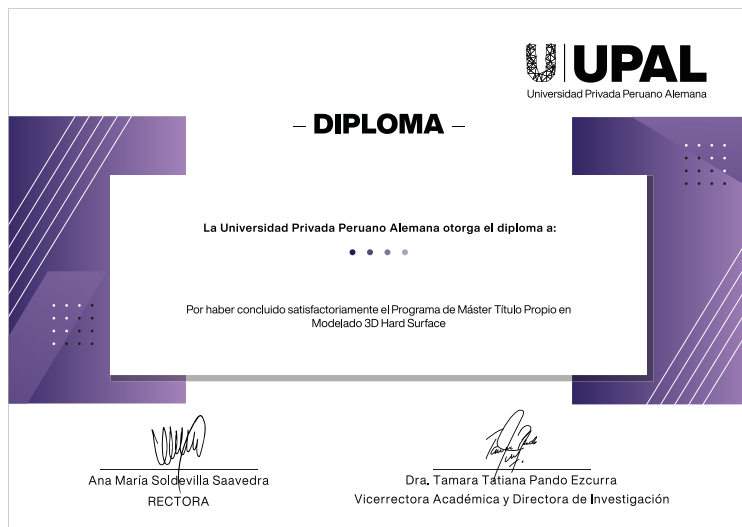 UPAL
Universidad Privada Peruano Alemana
– DIPLOMA –
La Universidad Privada Peruano Alemana otorga el diploma a:
Por haber concluido satisfactoriamente el Programa de Máster Título Propio en
Modelado 3D Hard Surface
Ana María Soldevilla Saavedra
RECTORA
Dra. Tamara Tatiana Pando Ezcurra
Vicerrectora Académica y Directora de Investigación